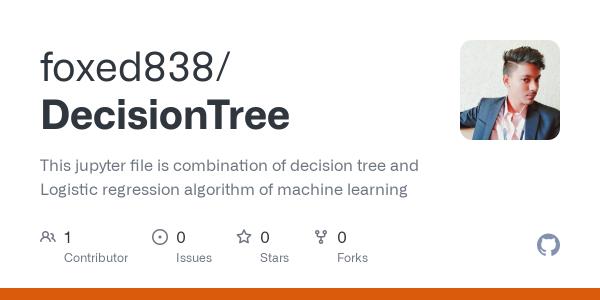 foxed838/
DecisionTree
This jupyter file is combination of decision tree and
Logistic regression algorithm of machine learning
1 0 0 0
Contributor Issues Stars Forks